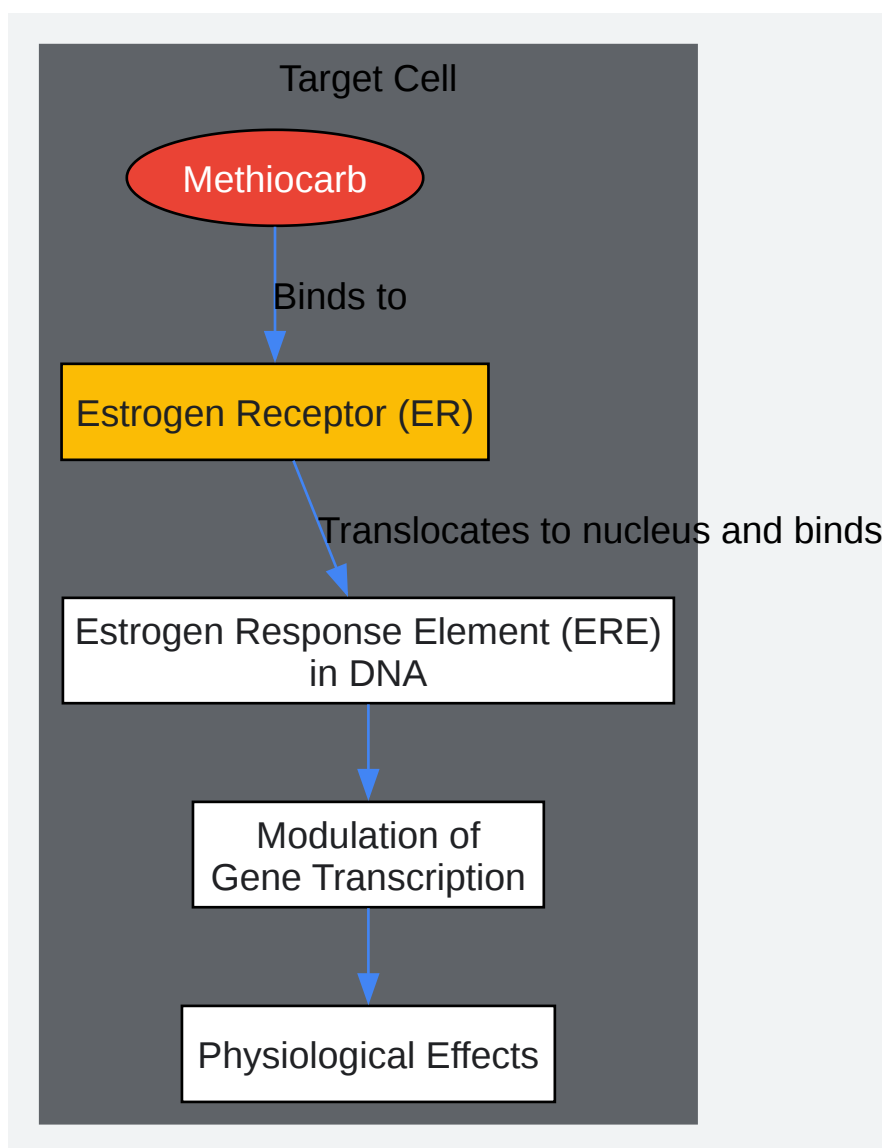 Target Cell
Methiocarb
Binds to
Estrogen Receptor (ER)
Translocates to nucleus and binds
Estrogen Response Element (ERE)
in DNA
Modulation of
Gene Transcription
Physiological Effects